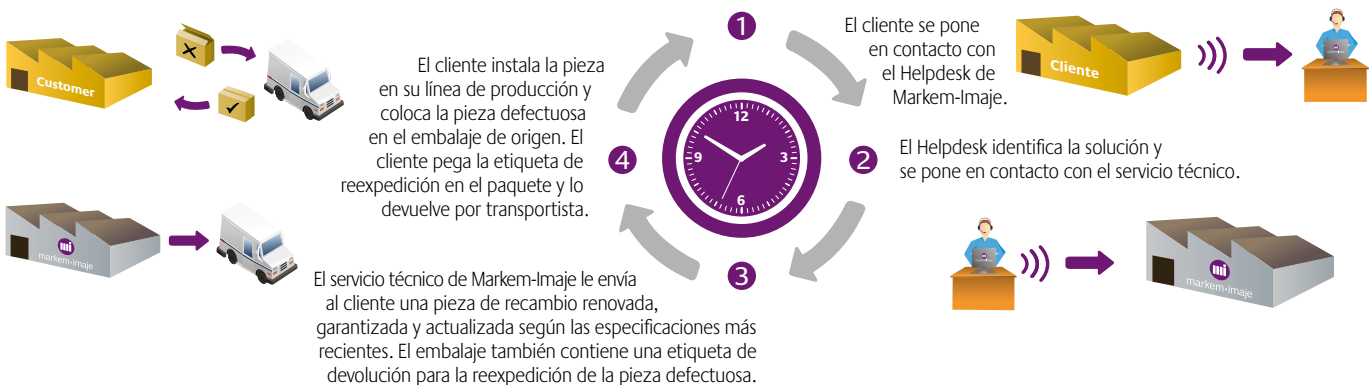 1
El cliente se pone
en contacto con
el Helpdesk de
Markem-Imaje.
Cliente
2
El Helpdesk identifica la solución y
se pone en contacto con el servicio técnico.
mi
markem-imaje
3
El servicio técnico de Markem-Imaje le envía
al cliente una pieza de recambio renovada,
garantizada y actualizada según las especificaciones más
recientes. El embalaje también contiene una etiqueta de
devolución para la reexpedición de la pieza defectuosa.
mi
markem-imaje
4
El cliente instala la pieza
en su línea de producción y
coloca la pieza defectuosa
en el embalaje de origen. El
cliente pega la etiqueta de
reexpedición en el paquete y lo
devuelve por transportista.
Customer
12
9
3
6